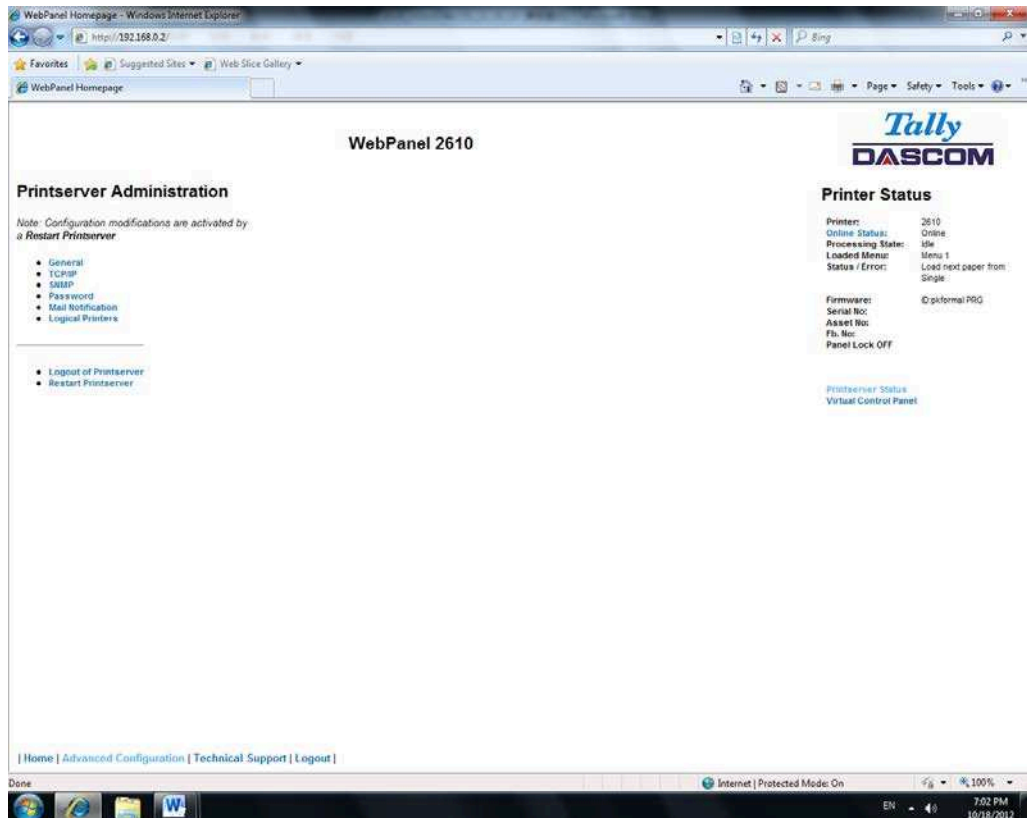 WebPanel Homepage - Windows Internet Explorer
http://192.168.0.2/
Bing
Favorites
Suggested Sites
Web Slice Gallery
WebPanel Homepage
Page
Safety
Tools
WebPanel 2610
Tally
DASCOM
Printserver Administration
Note: Configuration modifications are activated by
a Restart Printserver
General
TCP/IP
SNMP
Password
Mail Notification
Logical Printers
Logout of Printserver
Restart Printserver
Printer Status
Printer: 2610
Online Status: Online
Processing State: Idle
Loaded Menu: Menu 1
Status / Error: Load next paper from
Single
Firmware:
Serial No:
Asset No:
Fb. No:
Panel Lock OFF
Printserver Status
Virtual Control Panel
| Home | Advanced Configuration | Technical Support | Logout |
Done
Internet | Protected Mode: On
100%
EN
7:02 PM
10/18/2012